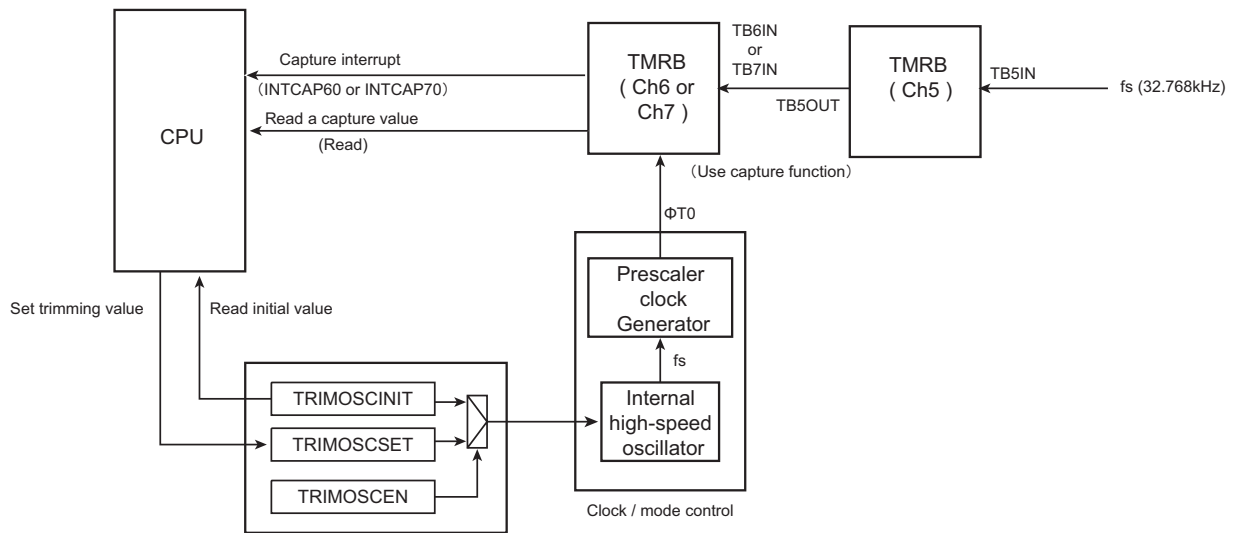 CPU
Capture interrupt
（INTCAP60 or INTCAP70）
Read a capture value
(Read)
TMRB
( Ch6 or
Ch7 )
TB6IN
or
TB7IN
TB5OUT
TMRB
( Ch5 )
TB5IN
fs (32.768kHz)
（Use capture function）
ΦT0
Prescaler
clock
Generator
fs
Internal
high-speed
oscillator
Clock / mode control
Set trimming value
Read initial value
TRIMOSCINIT
TRIMOSCSET
TRIMOSCEN